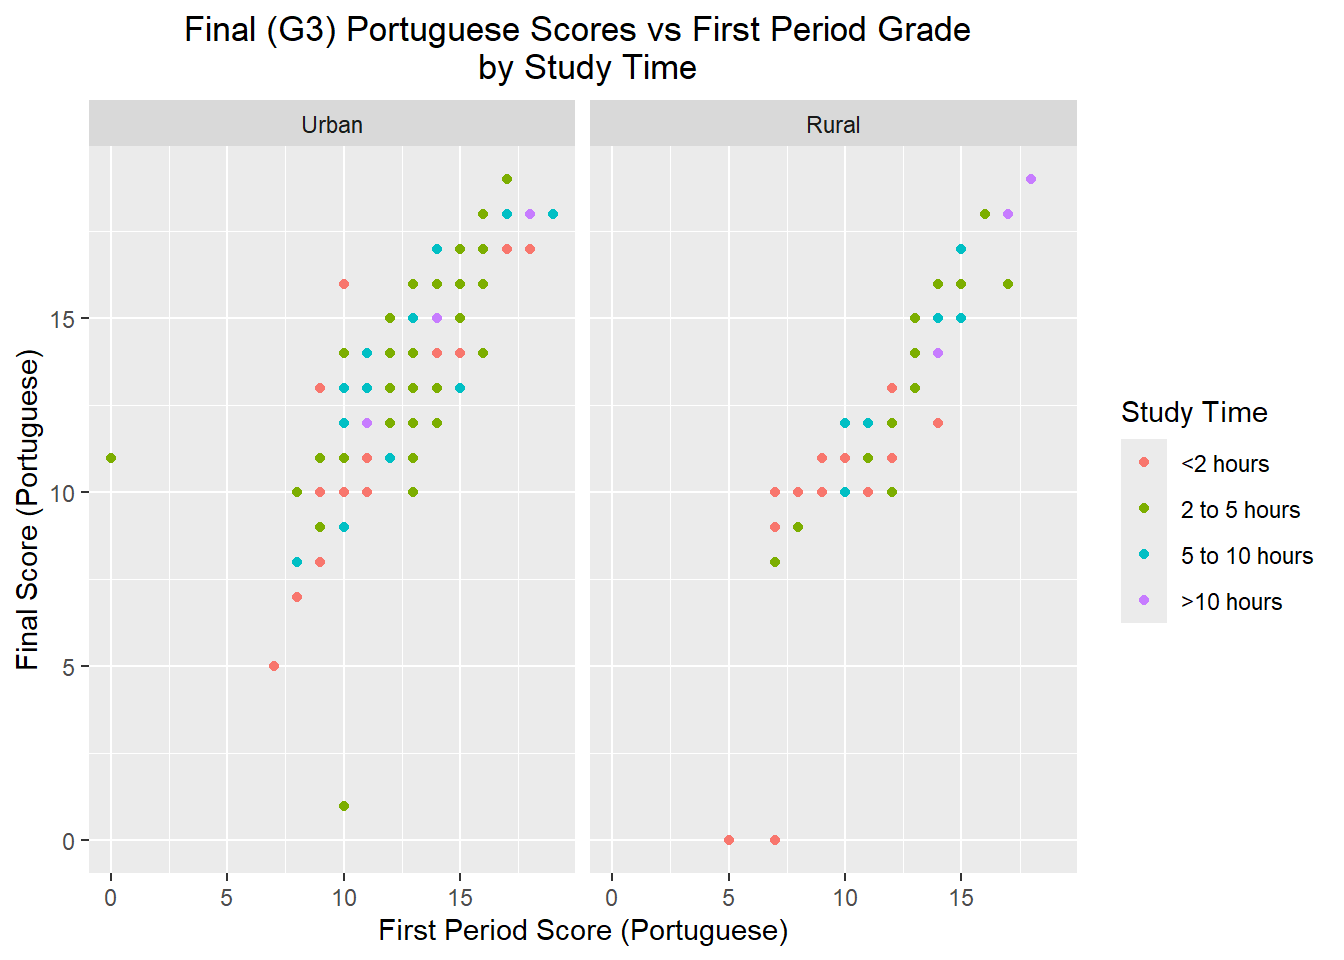 Final (G3) Portuguese Scores vs First Period Grade
by Study Time
Urban
Rural
Final Score (Portuguese)
15
10
5
0
0
5
10
15
0
5
10
15
First Period Score (Portuguese)
Study Time
<2 hours
2 to 5 hours
5 to 10 hours
>10 hours